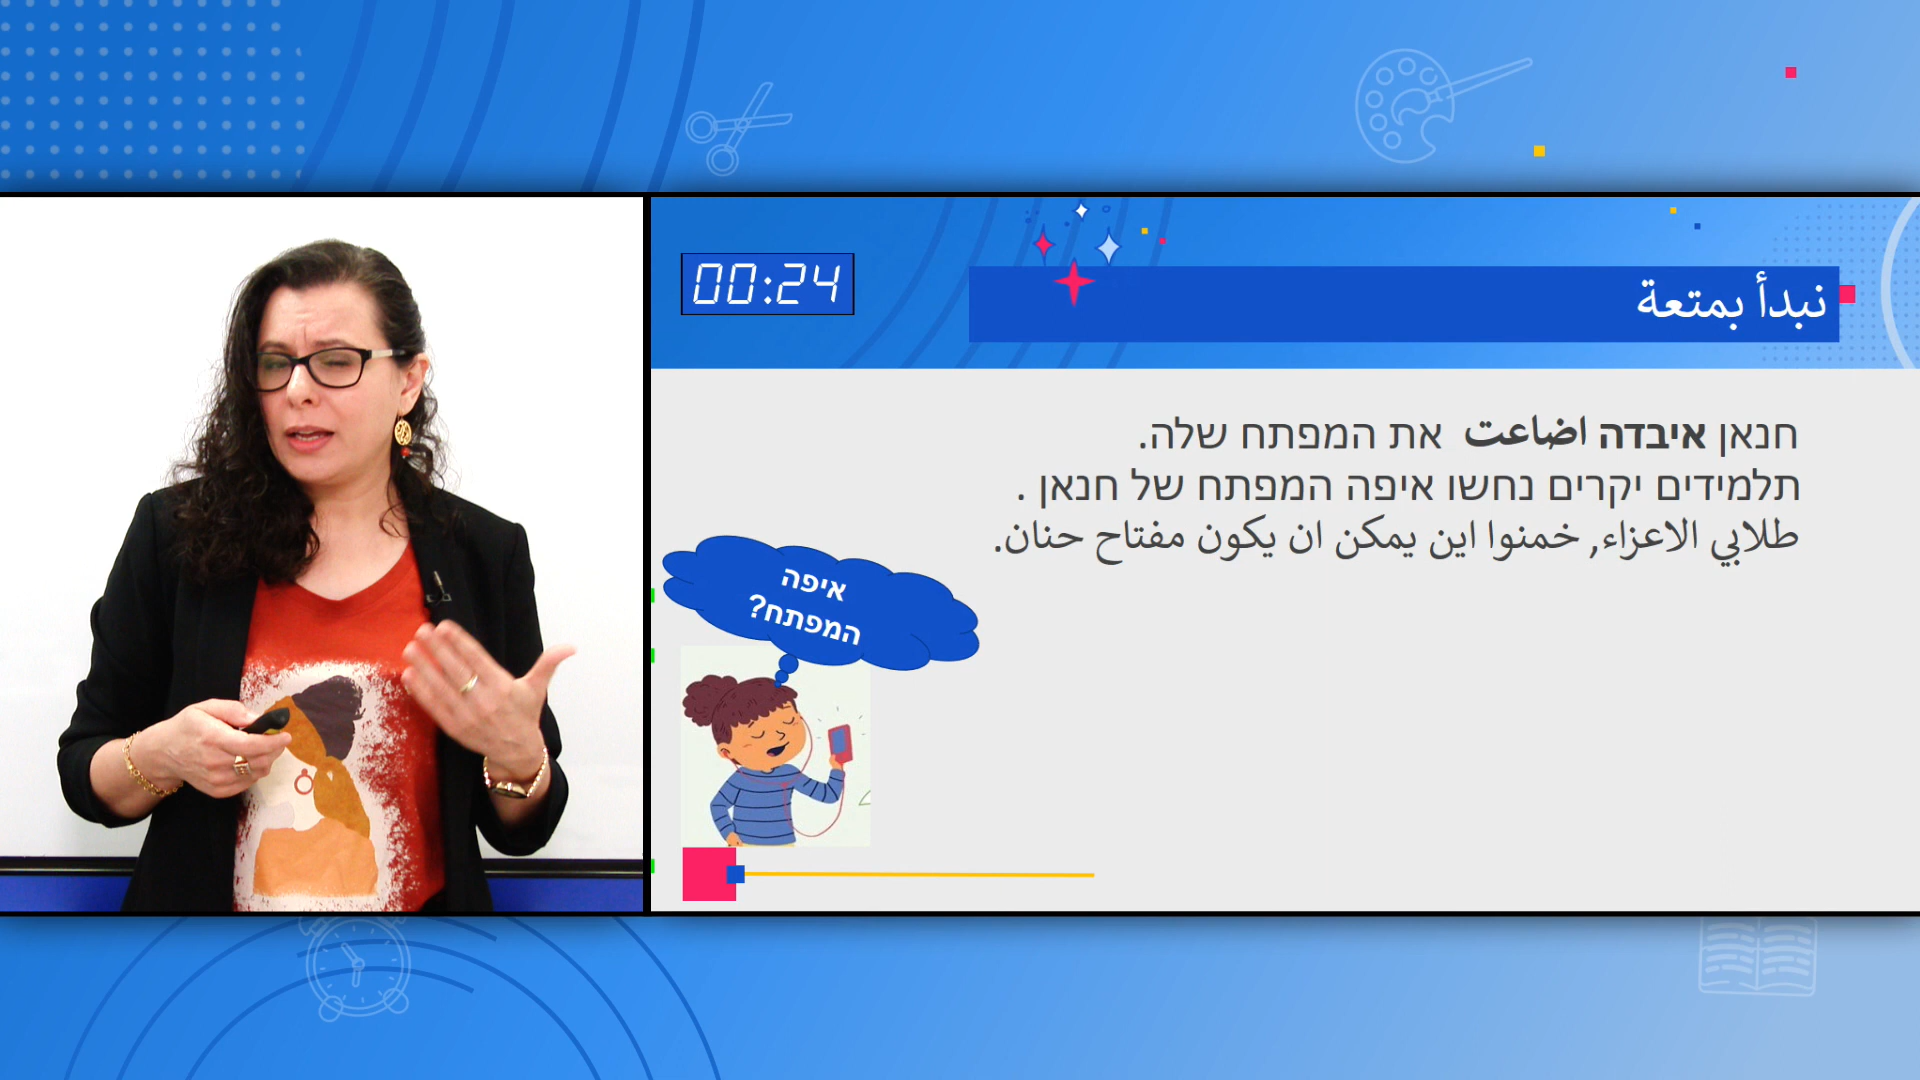 00:24
نبدأ بمتعة
חנאן איבדה اضاعت את המפתח שלה.
תלמידים יקרים נחשו איפה המפתח של חנאן .
طلابي الاعزاء, خمنوا اين يمكن ان يكون مفتاح حنان.
איפה
המפתח?